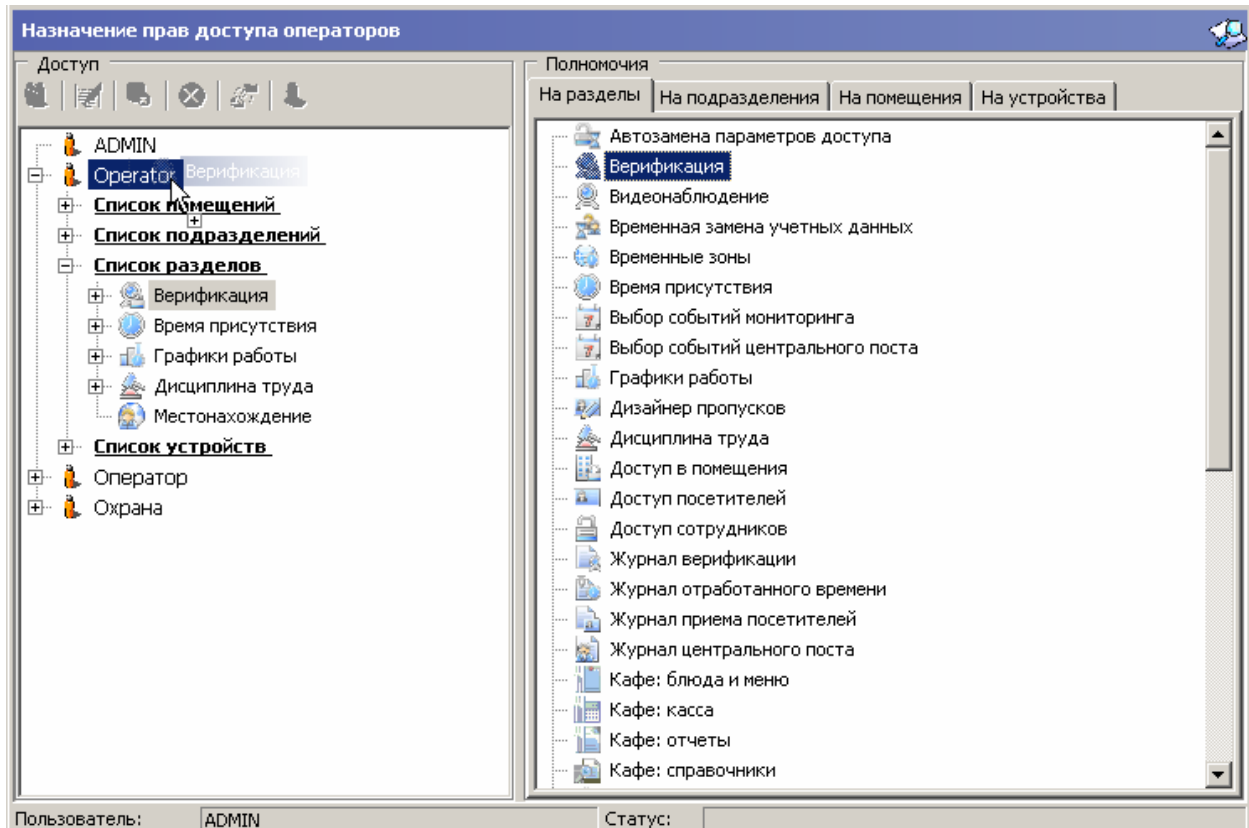 Назначение прав доступа операторов
Доступ
ADMIN
Operator Верификация
Список помещений
Список подразделений
Список разделов
Верификация
Время присутствия
Графики работы
Дисциплина труда
Местонахождение
Список устройств
Оператор
Охрана
Полномочия
На разделы На подразделения На помещения На устройства
Автозамена параметров доступа
Верификация
Видеонаблюдение
Временная замена учетных данных
Временные зоны
Время присутствия
Выбор событий мониторинга
Выбор событий центрального поста
Графики работы
Дизайнер пропусков
Дисциплина труда
Доступ в помещения
Доступ посетителей
Доступ сотрудников
Журнал верификации
Журнал отработанного времени
Журнал приема посетителей
Журнал центрального поста
Кафе: блюда и меню
Кафе: касса
Кафе: отчеты
Кафе: справочники
Пользователь: ADMIN Статус: